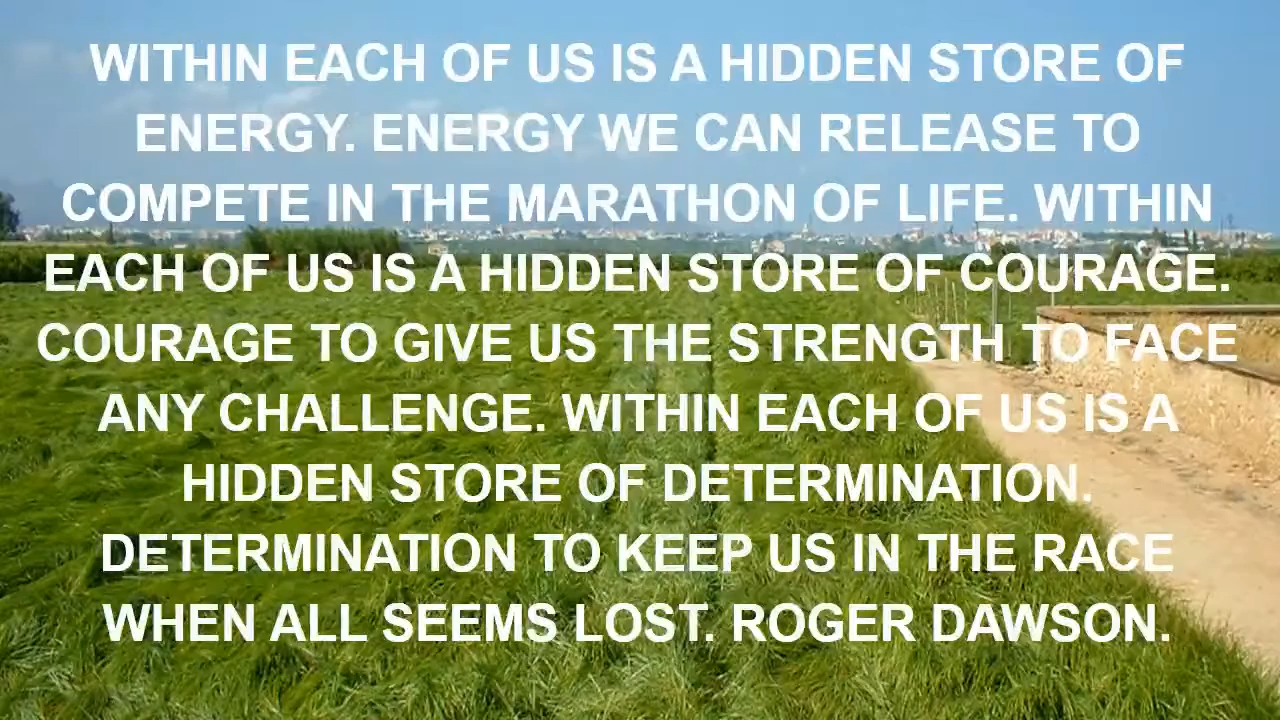 WITHIN EACH OF US IS A HIDDEN STORE OF
ENERGY. ENERGY WE CAN RELEASE TO
COMPETE IN THE MARATHON OF LIFE. WITHIN
EACH OF US IS A HIDDEN STORE OF COURAGE.
COURAGE TO GIVE US THE STRENGTH TO FACE
ANY CHALLENGE. WITHIN EACH OF US IS A
HIDDEN STORE OF DETERMINATION.
DETERMINATION TO KEEP US IN THE RACE
WHEN ALL SEEMS LOST. ROGER DAWSON.